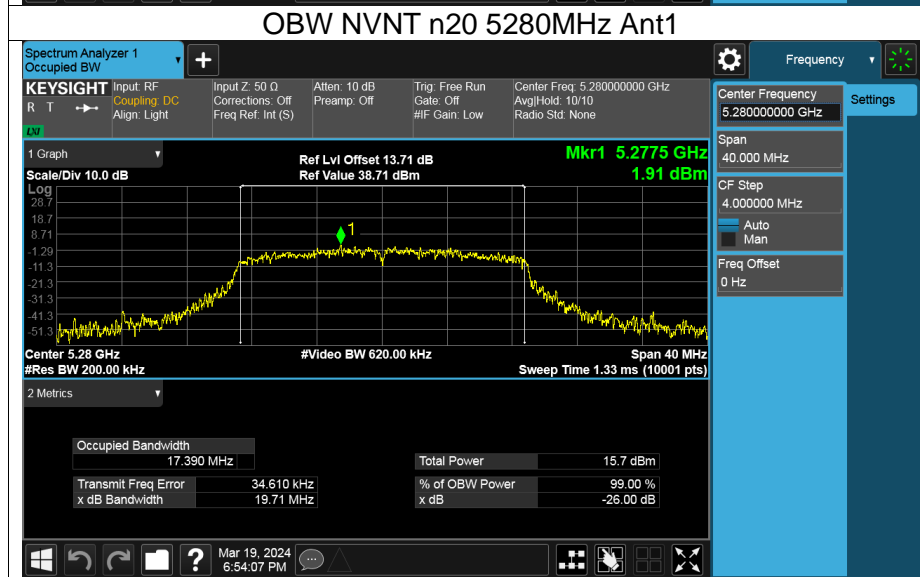 OBW NVNT n20 5280MHz Ant1
Spectrum Analyzer 1
Occupied BW
+
Frequency
KEYSIGHT
R T
LXI
Input: RF
Coupling: DC
Align: Light
Input Z: 50 Ω
Corrections: Off
Freq Ref: Int (S)
Atten: 10 dB
Preamp: Off
Trig: Free Run
Gate: Off
#IF Gain: Low
Center Freq: 5.280000000 GHz
Avg|Hold: 10/10
Radio Std: None
Center Frequency
5.28000000 GHz
Settings
Span
40.000 MHz
CF Step
4.000000 MHz
Auto
Man
Freq Offset
0 Hz
1 Graph
Scale/Div 10.0 dB
Ref Lvl Offset 13.71 dB
Ref Value 38.71 dBm
Mkr1 5.2775 GHz
1.91 dBm
Log
28.7
18.7
8.71
-1.29
-11.3
-21.3
-31.3
-41.3
-51.3
1
Center 5.28 GHz
#Res BW 200.00 kHz
#Video BW 620.00 kHz
Span 40 MHz
Sweep Time 1.33 ms (10001 pts)
2 Metrics
Occupied Bandwidth
17.390 MHz
Total Power 15.7 dBm
Transmit Freq Error 34.610 kHz
% of OBW Power 99.00 %
x dB Bandwidth 19.71 MHz
x dB -26.00 dB
?
Mar 19, 2024
6:54:07 PM